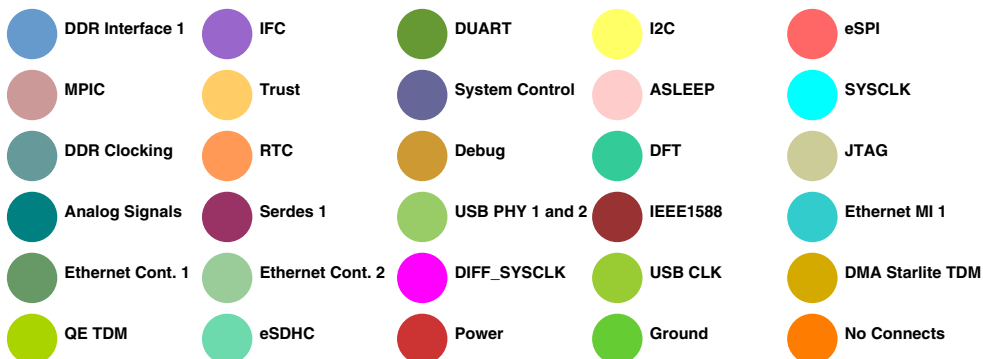 DDR Interface 1 IFC DUART I2C eSPI
MPIC Trust System Control ASLEEP SYSCLK
DDR Clocking RTC Debug DFT JTAG
Analog Signals Serdes 1 USB PHY 1 and 2 IEEE1588 Ethernet MI 1
Ethernet Cont. 1 Ethernet Cont. 2 DIFF_SYSCLK USB CLK DMA Starlite TDM
QE TDM eSDHC Power Ground No Connects